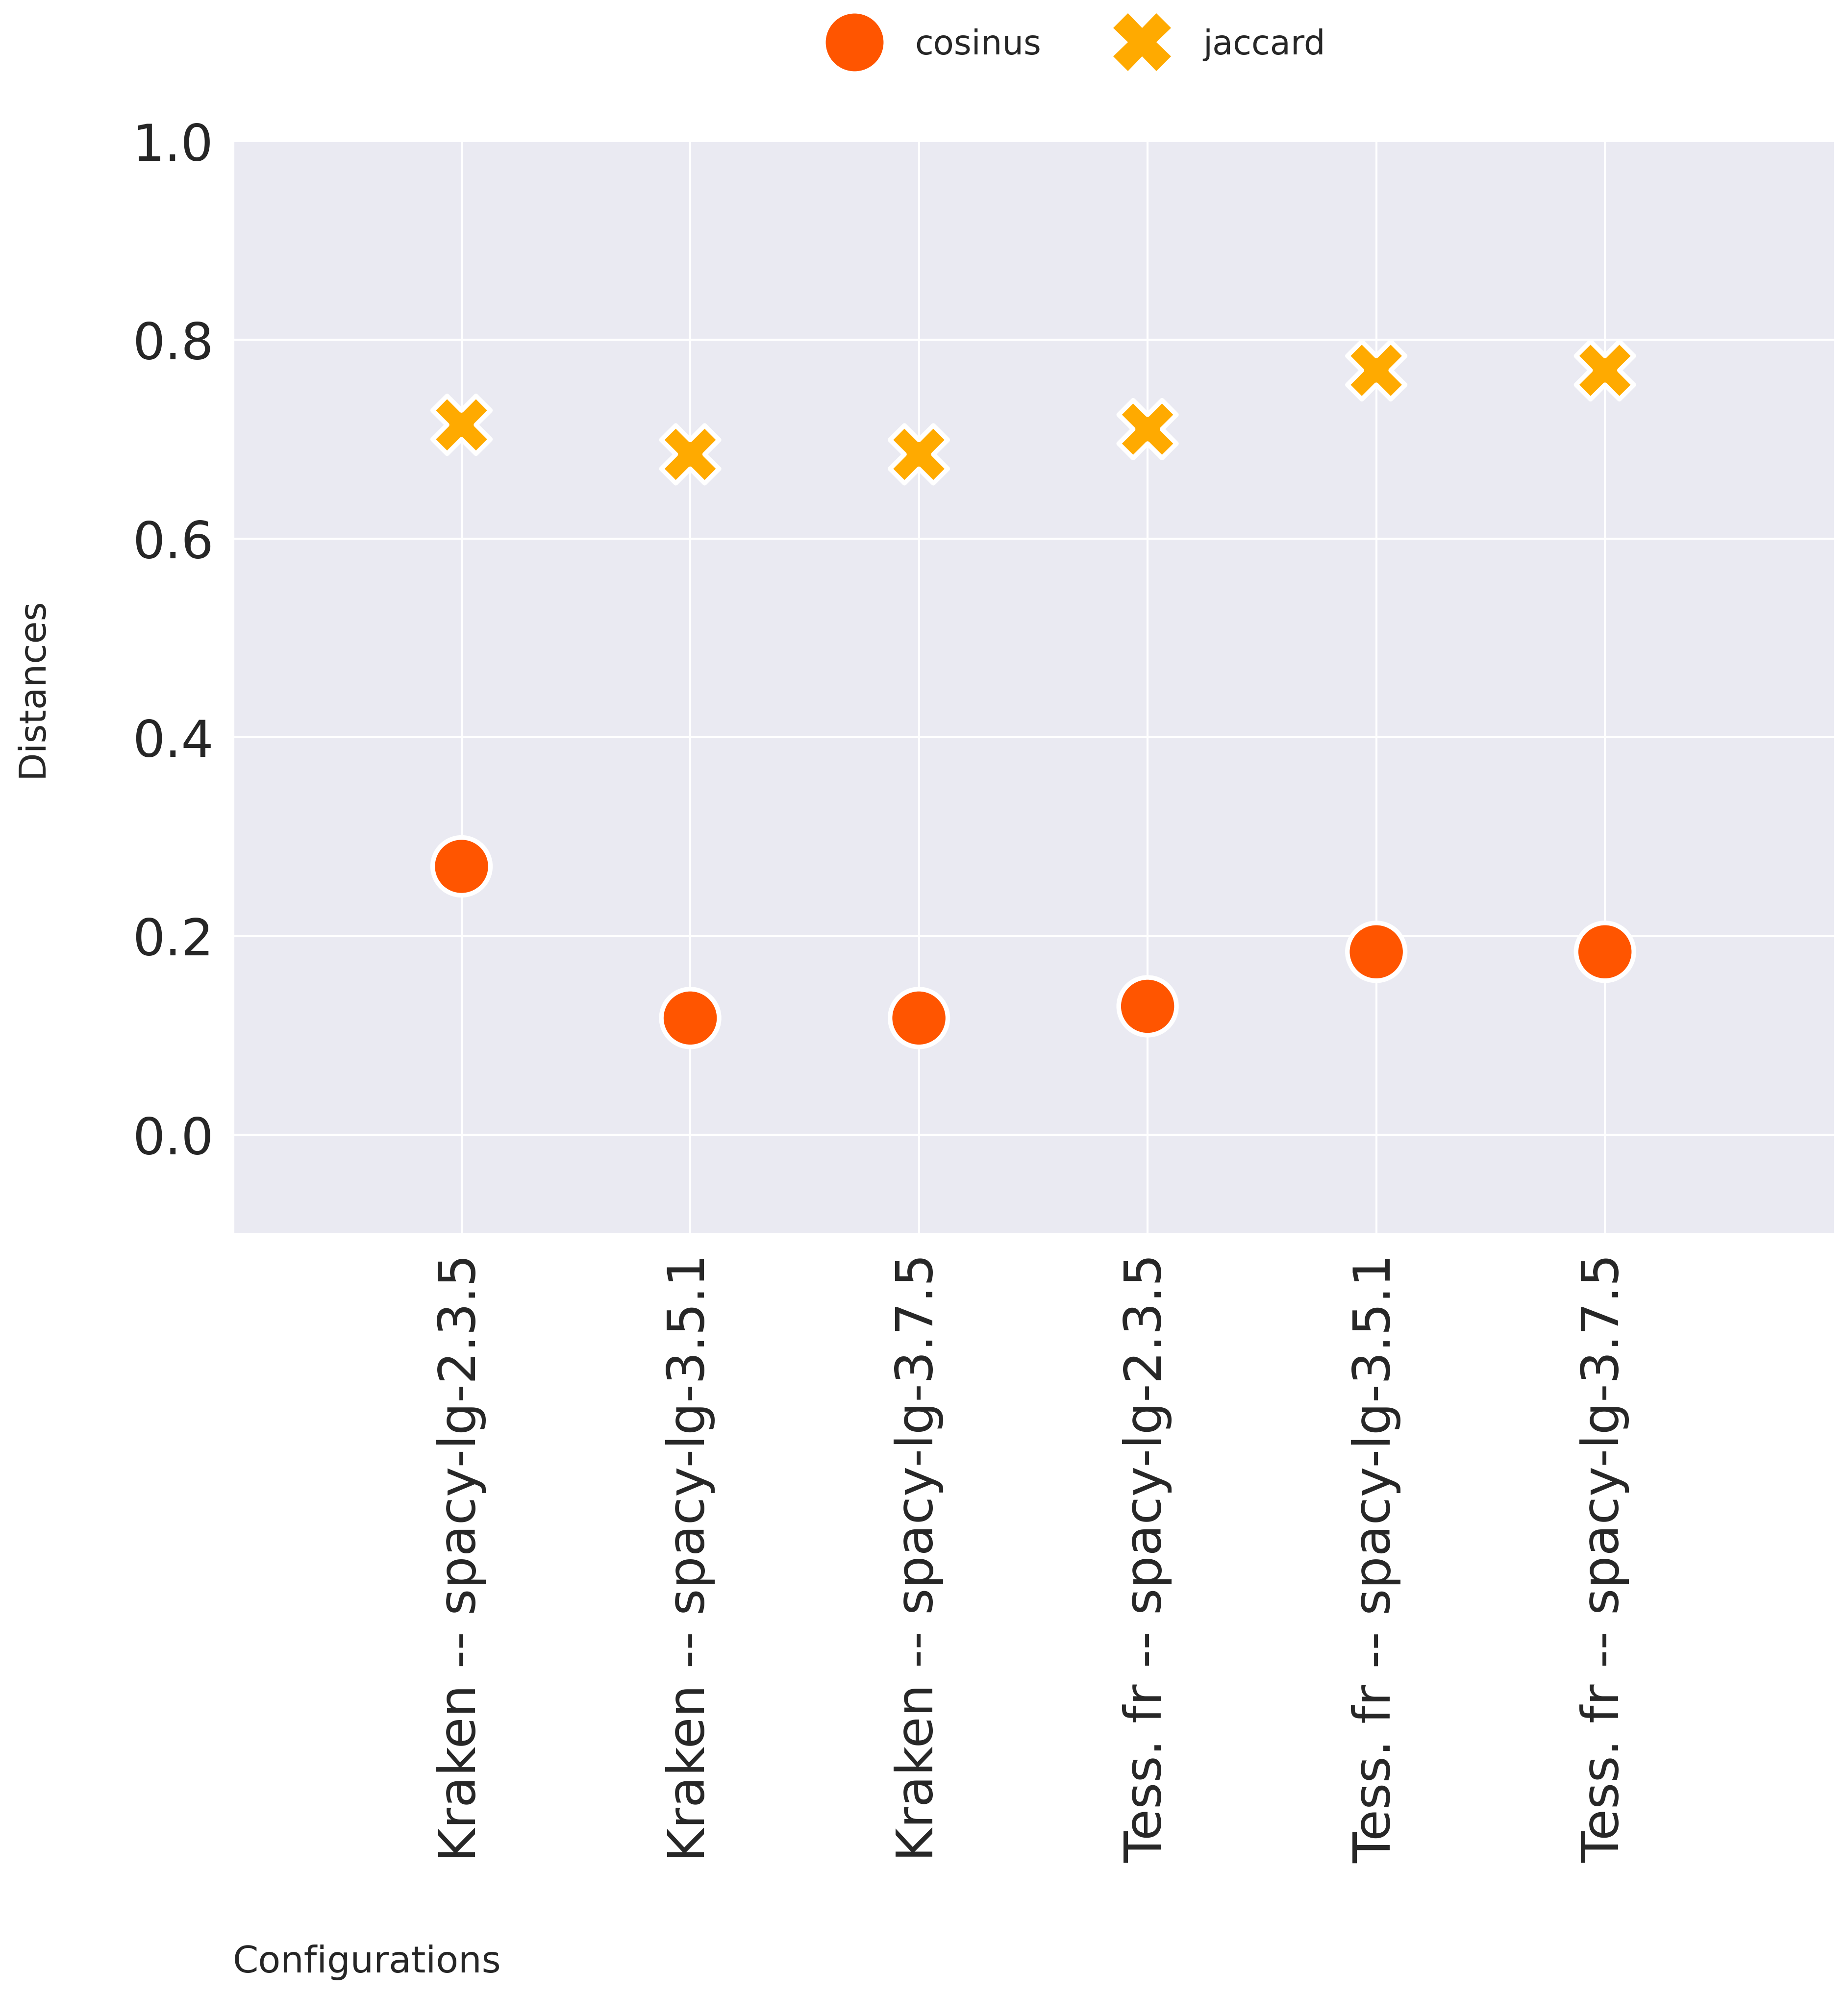 cosinus jaccard
1.0
0.8
0.6
0.4
0.2
0.0
Distances
Kraken -- spacy-lg-2.3.5
Kraken -- spacy-lg-3.5.1
Kraken -- spacy-lg-3.7.5
Tess. fr -- spacy-lg-2.3.5
Tess. fr -- spacy-lg-3.5.1
Tess. fr -- spacy-lg-3.7.5
Configurations